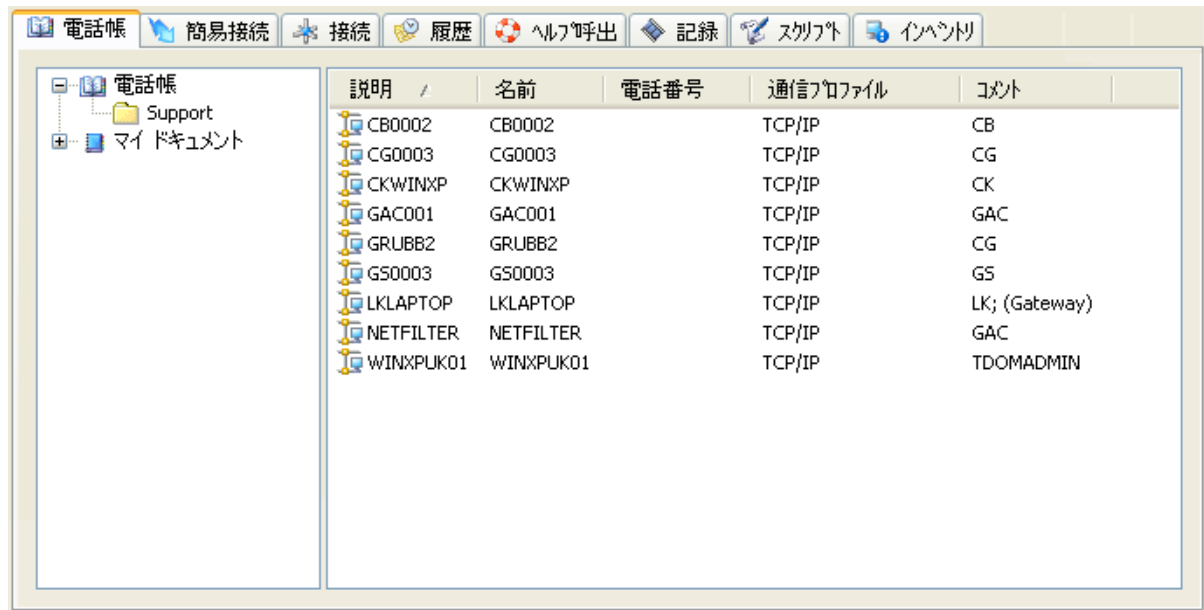 電話帳 簡易接続 接続 履歴 ﾍﾙﾌﾟ呼出 記録 ｽｸﾘﾌﾟﾄ ｲﾝﾍﾞﾝﾄﾘ
電話帳
Support
マイ ドキュメント
説明 名前 電話番号 通信ﾌﾟﾛﾌｧｲﾙ ｺﾒﾝﾄ
CB0002 CB0002 TCP/IP CB
CG0003 CG0003 TCP/IP CG
CKWINXP CKWINXP TCP/IP CK
GAC001 GAC001 TCP/IP GAC
GRUBB2 GRUBB2 TCP/IP CG
GS0003 GS0003 TCP/IP GS
LKLAPTOP LKLAPTOP TCP/IP LK; (Gateway)
NETFILTER NETFILTER TCP/IP GAC
WINXPUK01 WINXPUK01 TCP/IP TDOMADMIN